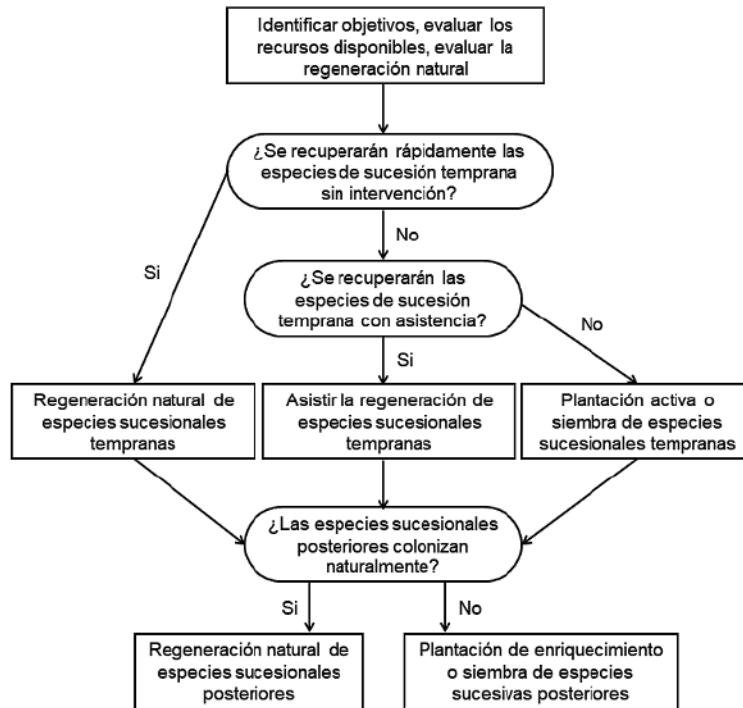 Identificar objetivos, evaluar los
recursos disponibles, evaluar la
regeneración natural
¿Se recuperarán rápidamente las
especies de sucesión temprana
sin intervención?
Si
No
¿Se recuperarán las
especies de sucesión
temprana con asistencia?
Si
No
Regeneración natural de
especies sucesionales
tempranas
Asistir la regeneración de
especies sucesionales
tempranas
Plantación activa o
siembra de especies
sucesionales tempranas
¿Las especies sucesionales
posteriores colonizan
naturalmente?
Si
No
Regeneración natural de
especies sucesionales
posteriores
Plantación de enriquecimiento
o siembra de especies
sucesivas posteriores